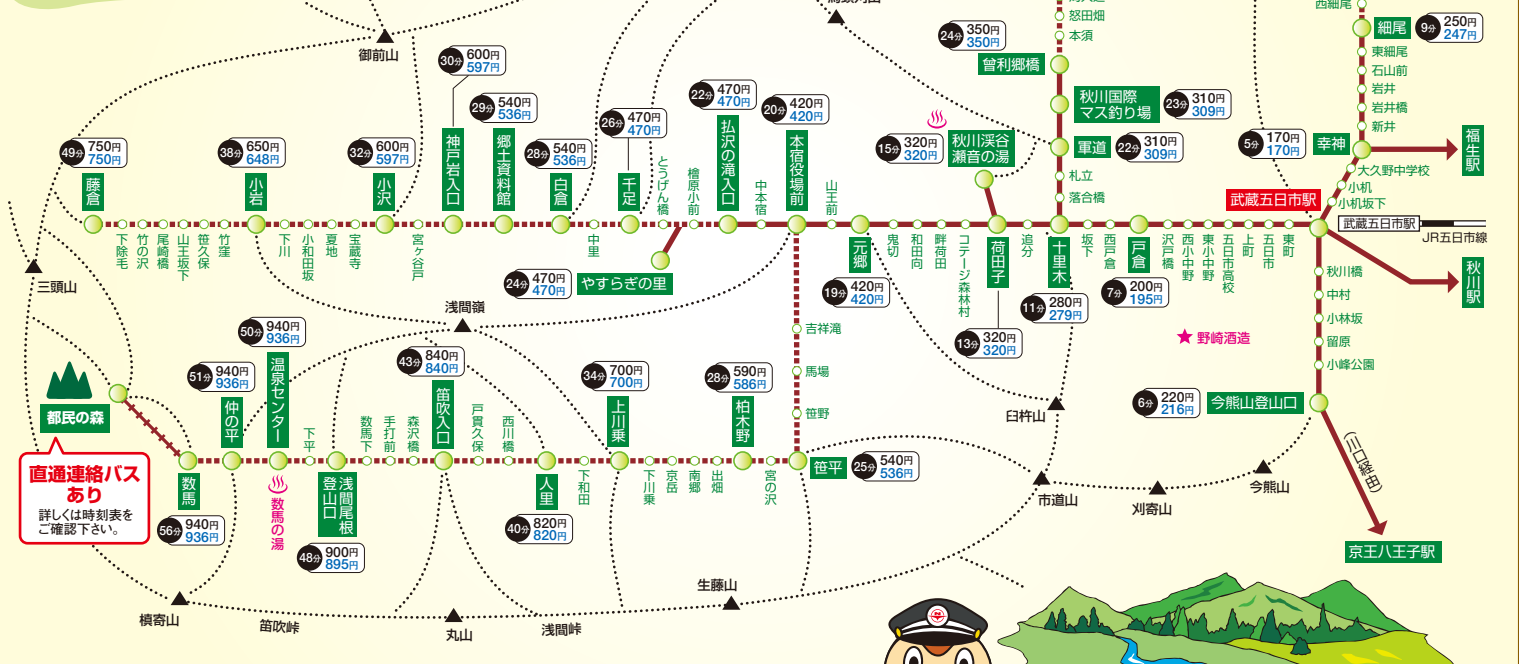 西細尾
細尾
9分 250円
247円
東細尾
石山前
岩井
岩井橋
新井
幸神
5分 170円
170円
福生駅
大久野中学校
小机
小机坂下
武蔵五日市駅
武蔵五日市駅
JR五日市線
秋川駅
怒田畑
本須
24分 350円
350円
曾利郷橋
秋川国際
マス釣り場
23分 310円
309円
軍道
22分 310円
309円
札立
落合橋
御前山
30分 600円
597円
神戸岩入口
29分 540円
536円
郷土資料館
28分 540円
536円
白倉
26分 470円
470円
千足
とうげん橋
檜原小前
22分 470円
470円
払沢の滝入口
中本宿
20分 420円
420円
本宿役場前
山王前
15分 320円
320円
秋川渓谷
瀬音の湯
49分 750円
750円
藤倉
下除毛
竹の沢
尾崎橋
山王坂下
笹久保
竹窪
38分 650円
648円
小岩
下川
小和田坂
夏地
宝蔵寺
32分 600円
597円
小沢
宮ヶ谷戸
中里
24分 470円
470円
やすらぎの里
元郷
19分 420円
420円
鬼切
和田向
畔荷田
コテージ森林村
荷田子
13分 320円
320円
追分
十里木
11分 280円
279円
坂下
西戸倉
戸倉
7分 200円
195円
沢戸橋
西小中野
東小中野
五日市高校
上町
五日市
東町
野崎酒造
秋川橋
中村
小林坂
留原
小峰公園
6分 220円
216円
今熊山登山口
(川口経由)
京王八王子駅
三頭山
浅間嶺
吉祥滝
馬場
笹野
笹平
25分 540円
536円
都民の森
直通連絡バス
あり
詳しくは時刻表を
ご確認下さい。
数馬
56分 940円
936円
51分 940円
936円
仲の平
50分 940円
936円
温泉センター
数馬の湯
下平
浅間尾根
登山口
48分 900円
895円
数馬下
手打前
森沢橋
43分 840円
840円
笛吹入口
戸貫久保
西川橋
人里
40分 820円
820円
下和田
34分 700円
700円
上川乗
下川乗
京岳
南郷
出畑
28分 590円
586円
柏木野
宮の沢
臼杵山
市道山
刈寄山
今熊山
槙寄山
笛吹峠
丸山
浅間峠
生藤山